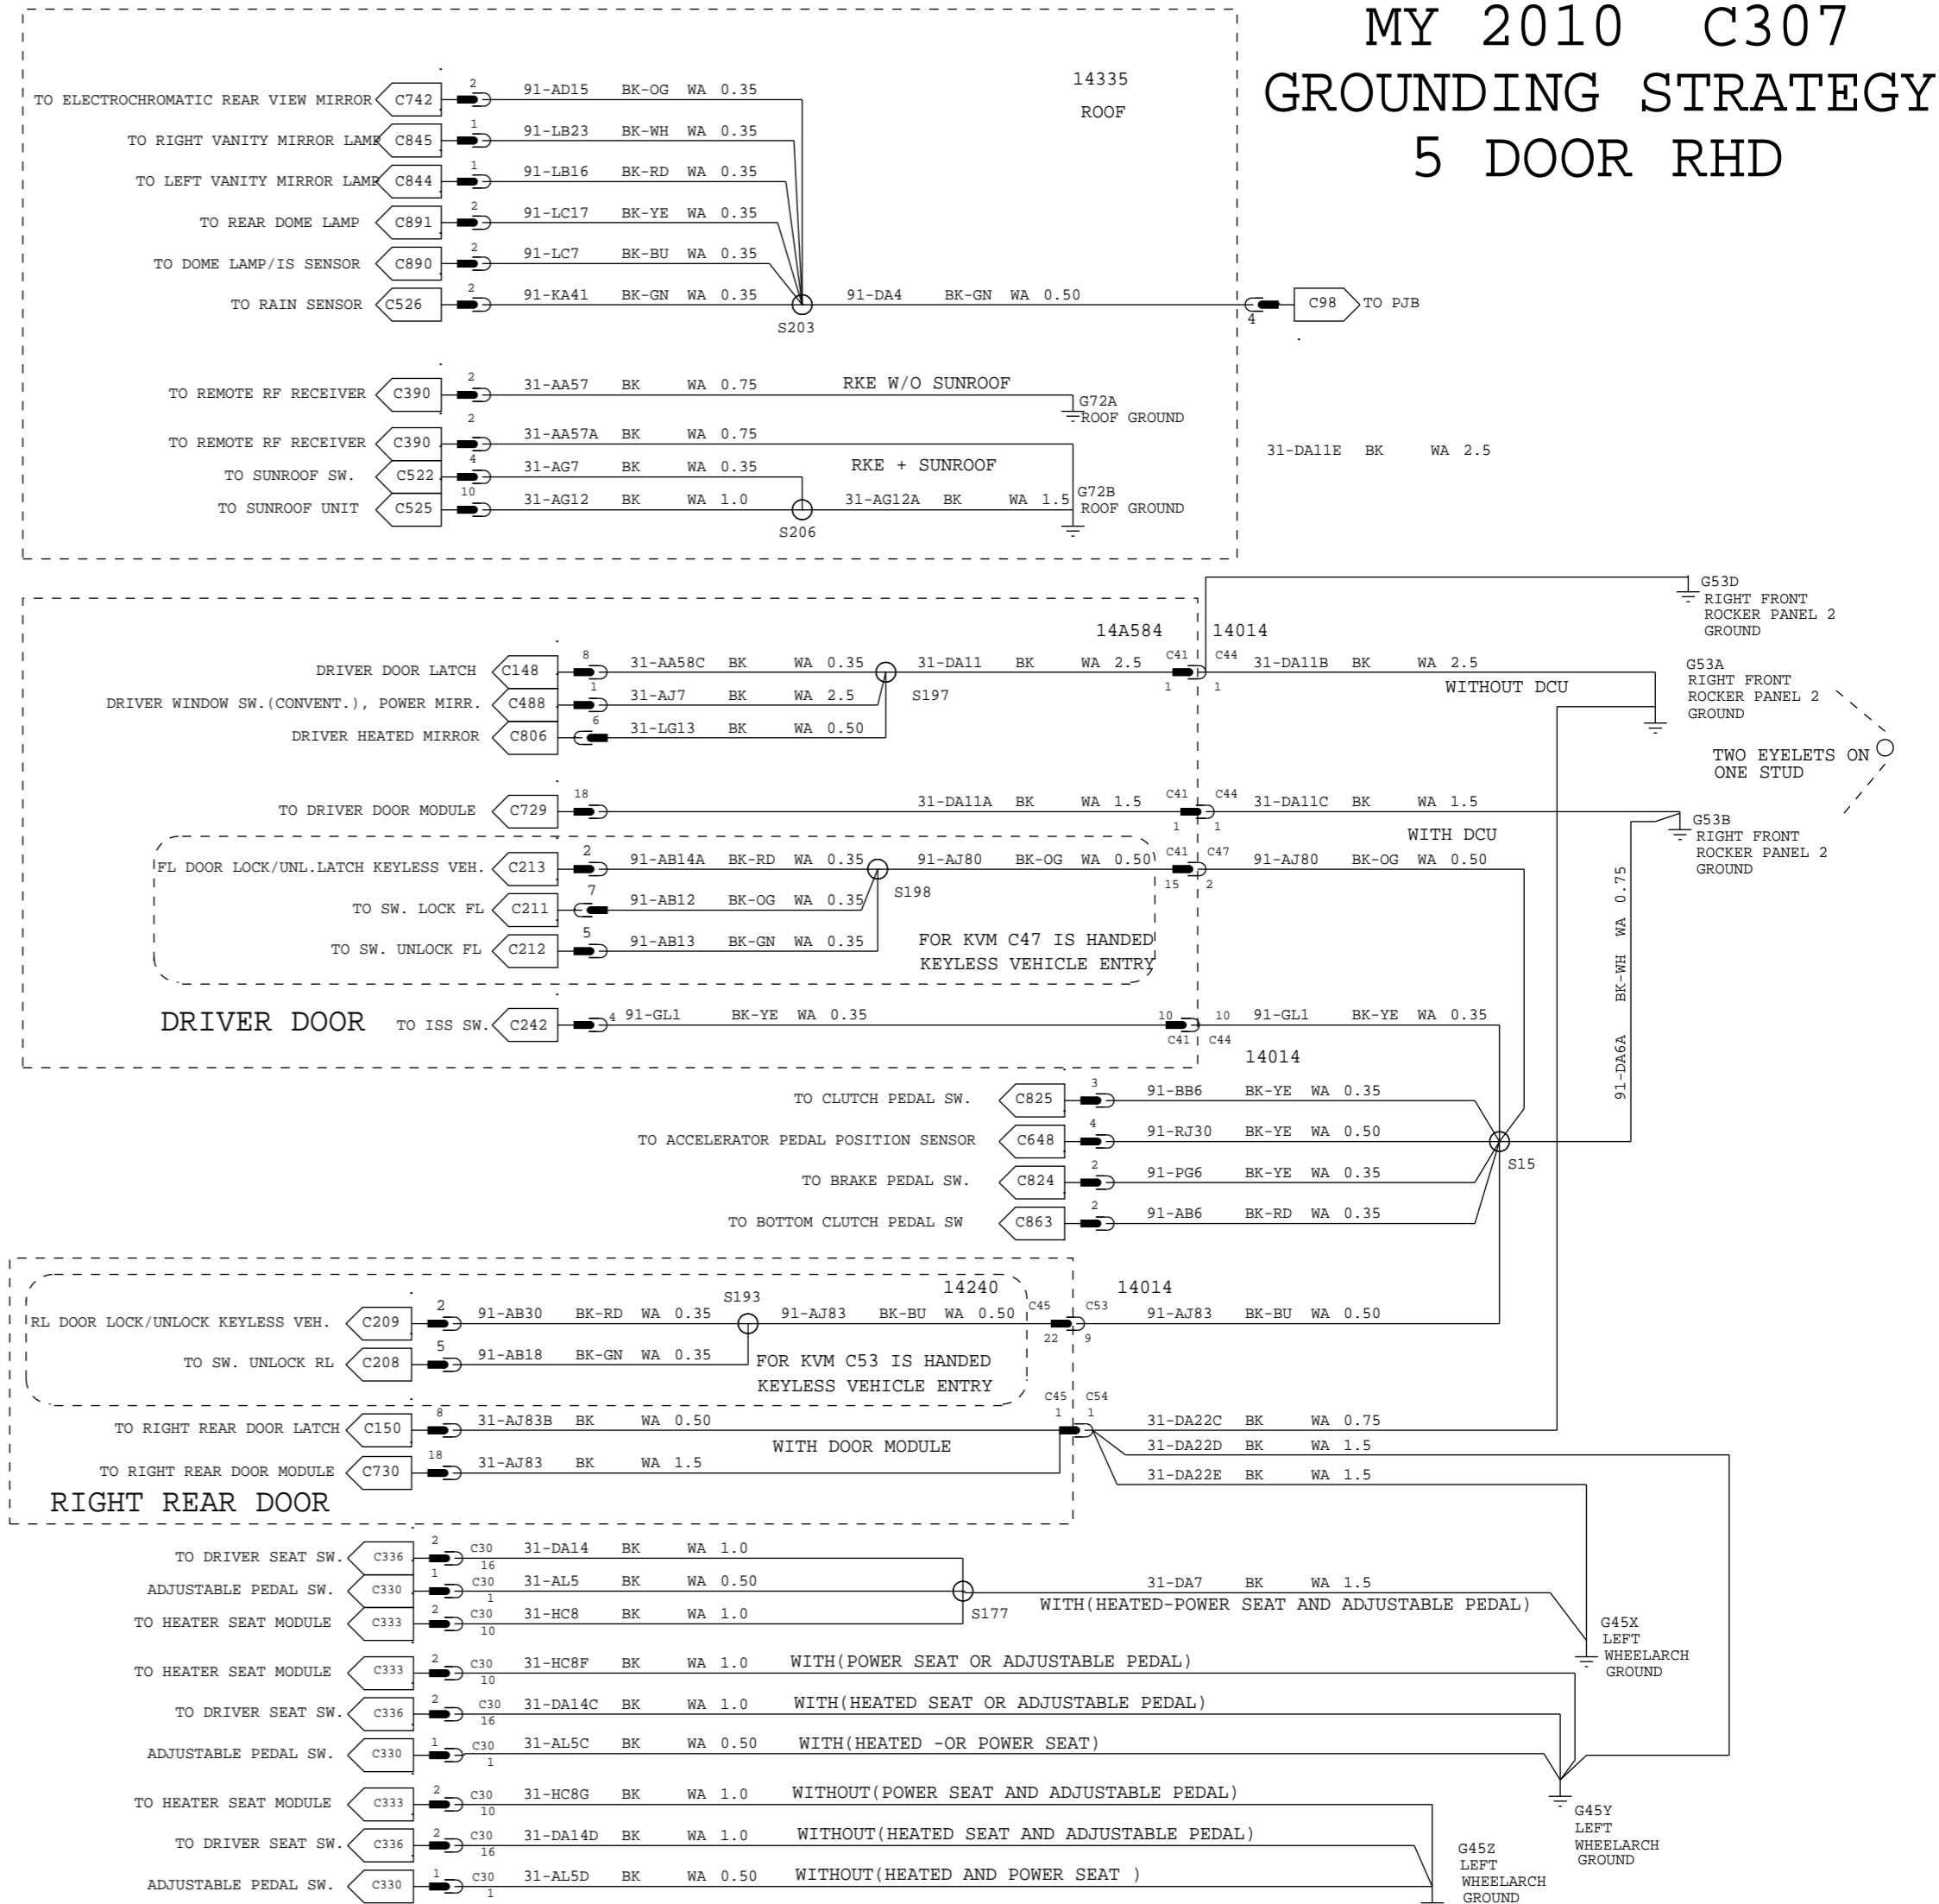 MY 2010 C307
GROUNDING STRATEGY
5 DOOR RHD
14335
ROOF
TO ELECTROCHROMATIC REAR VIEW MIRROR C742 2 91-AD15 BK-OG WA 0.35
TO RIGHT VANITY MIRROR LAMP C845 1 91-LB23 BK-WH WA 0.35
TO LEFT VANITY MIRROR LAMP C844 1 91-LB16 BK-RD WA 0.35
TO REAR DOME LAMP C891 2 91-LC17 BK-YE WA 0.35
TO DOME LAMP/IS SENSOR C890 2 91-LC7 BK-BU WA 0.35
TO RAIN SENSOR C526 2 91-KA41 BK-GN WA 0.35 91-DA4 BK-GN WA 0.50 4 C98 TO PJB
S203
TO REMOTE RF RECEIVER C390 2 31-AA57 BK WA 0.75 RKE W/O SUNROOF
G72A
ROOF GROUND
TO REMOTE RF RECEIVER C390 2 31-AA57A BK WA 0.75
31-DA11E BK WA 2.5
TO SUNROOF SW. C522 4 31-AG7 BK WA 0.35 RKE + SUNROOF
TO SUNROOF UNIT C525 10 31-AG12 BK WA 1.0 31-AG12A BK WA 1.5
G72B
ROOF GROUND
S206
G53D
RIGHT FRONT
ROCKER PANEL 2
GROUND
14A584 14014
DRIVER DOOR LATCH C148 8 31-AA58C BK WA 0.35 31-DA11 BK WA 2.5 C41 1 C44 1 31-DA11B BK WA 2.5
WITHOUT DCU
G53A
RIGHT FRONT
ROCKER PANEL 2
GROUND
DRIVER WINDOW SW.(CONVENT.), POWER MIRR. C488 1 31-AJ7 BK WA 2.5 S197
DRIVER HEATED MIRROR C806 6 31-LG13 BK WA 0.50
TWO EYELETS ON
ONE STUD
TO DRIVER DOOR MODULE C729 18 31-DA11A BK WA 1.5 C41 1 C44 1 31-DA11C BK WA 1.5
WITH DCU
G53B
RIGHT FRONT
ROCKER PANEL 2
GROUND
FL DOOR LOCK/UNL.LATCH KEYLESS VEH. C213 2 91-AB14A BK-RD WA 0.35 91-AJ80 BK-OG WA 0.50 C41 15 C47 2 91-AJ80 BK-OG WA 0.50
S198
TO SW. LOCK FL C211 7 91-AB12 BK-OG WA 0.35
TO SW. UNLOCK FL C212 5 91-AB13 BK-GN WA 0.35
FOR KVM C47 IS HANDED
KEYLESS VEHICLE ENTRY
91-DA6A BK-WH WA 0.75
DRIVER DOOR
TO ISS SW. C242 4 91-GL1 BK-YE WA 0.35 10 C41 10 C44 91-GL1 BK-YE WA 0.35
14014
TO CLUTCH PEDAL SW. C825 3 91-BB6 BK-YE WA 0.35
TO ACCELERATOR PEDAL POSITION SENSOR C648 4 91-RJ30 BK-YE WA 0.50
S15
TO BRAKE PEDAL SW. C824 2 91-PG6 BK-YE WA 0.35
TO BOTTOM CLUTCH PEDAL SW C863 2 91-AB6 BK-RD WA 0.35
14240 14014
S193
RL DOOR LOCK/UNLOCK KEYLESS VEH. C209 2 91-AB30 BK-RD WA 0.35 91-AJ83 BK-BU WA 0.50 C45 22 C53 9 91-AJ83 BK-BU WA 0.50
TO SW. UNLOCK RL C208 5 91-AB18 BK-GN WA 0.35
FOR KVM C53 IS HANDED
KEYLESS VEHICLE ENTRY
TO RIGHT REAR DOOR LATCH C150 8 31-AJ83B BK WA 0.50 C45 1 C54 1 31-DA22C BK WA 0.75
WITH DOOR MODULE
31-DA22D BK WA 1.5
TO RIGHT REAR DOOR MODULE C730 18 31-AJ83 BK WA 1.5
31-DA22E BK WA 1.5
RIGHT REAR DOOR
TO DRIVER SEAT SW. C336 2 C30 16 31-DA14 BK WA 1.0
ADJUSTABLE PEDAL SW. C330 1 C30 1 31-AL5 BK WA 0.50 31-DA7 BK WA 1.5
WITH(HEATED-POWER SEAT AND ADJUSTABLE PEDAL)
S177
TO HEATER SEAT MODULE C333 2 C30 10 31-HC8 BK WA 1.0
G45X
LEFT
WHEELARCH
GROUND
TO HEATER SEAT MODULE C333 2 C30 10 31-HC8F BK WA 1.0 WITH(POWER SEAT OR ADJUSTABLE PEDAL)
TO DRIVER SEAT SW. C336 2 C30 16 31-DA14C BK WA 1.0 WITH(HEATED SEAT OR ADJUSTABLE PEDAL)
ADJUSTABLE PEDAL SW. C330 1 C30 1 31-AL5C BK WA 0.50 WITH(HEATED -OR POWER SEAT)
G45Y
LEFT
WHEELARCH
GROUND
TO HEATER SEAT MODULE C333 2 C30 10 31-HC8G BK WA 1.0 WITHOUT(POWER SEAT AND ADJUSTABLE PEDAL)
TO DRIVER SEAT SW. C336 2 C30 16 31-DA14D BK WA 1.0 WITHOUT(HEATED SEAT AND ADJUSTABLE PEDAL)
ADJUSTABLE PEDAL SW. C330 1 C30 1 31-AL5D BK WA 0.50 WITHOUT(HEATED AND POWER SEAT )
G45Z
LEFT
WHEELARCH
GROUND